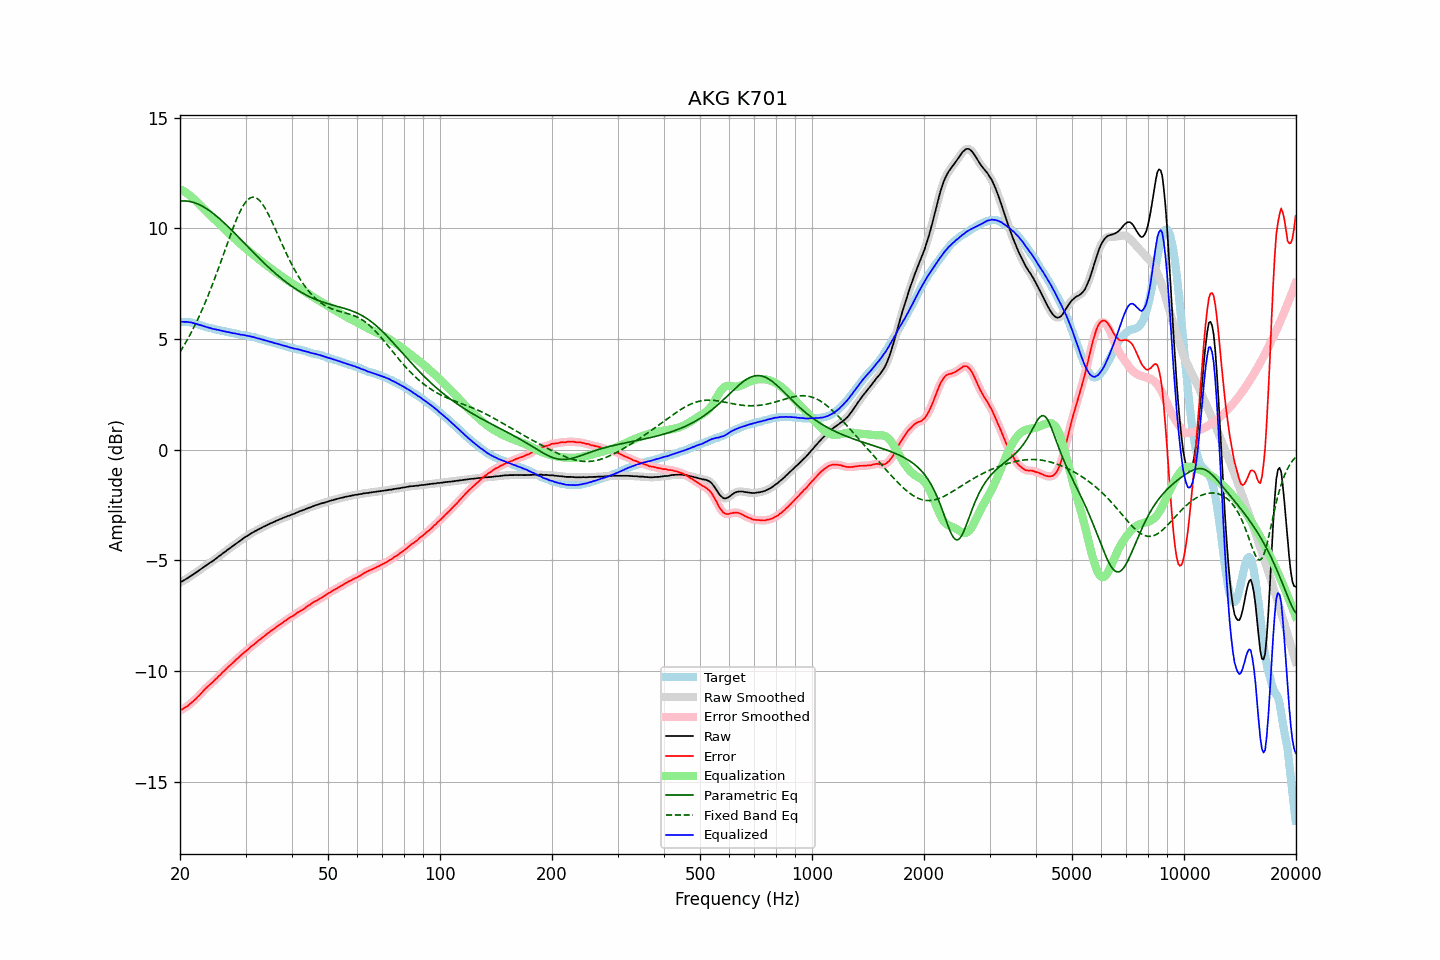 AKG K701
Amplitude (dBr)
15
10
5
0
−5
−10
−15
20
50
100
200
500
1000
2000
5000
10000
20000
Frequency (Hz)
Target
Raw Smoothed
Error Smoothed
Raw
Error
Equalization
Parametric Eq
Fixed Band Eq
Equalized